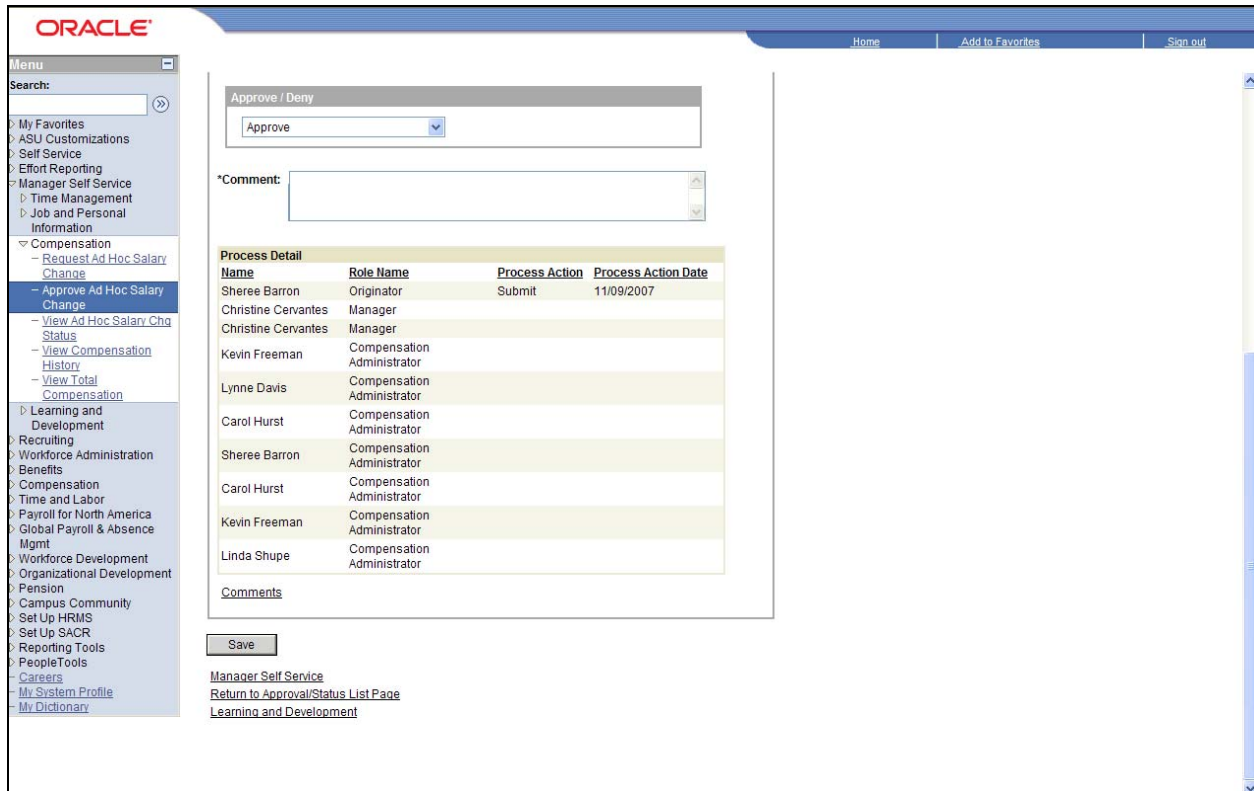 ORACLE
Home Add to Favorites Sign out
Menu
Search:
My Favorites
ASU Customizations
Self Service
Effort Reporting
Manager Self Service
Time Management
Job and Personal
Information
Compensation
Request Ad Hoc Salary
Change
Approve Ad Hoc Salary
Change
View Ad Hoc Salary Chg
Status
View Compensation
History
View Total
Compensation
Learning and
Development
Recruiting
Workforce Administration
Benefits
Compensation
Time and Labor
Payroll for North America
Global Payroll & Absence
Mgmt
Workforce Development
Organizational Development
Pension
Campus Community
Set Up HRMS
Set Up SACR
Reporting Tools
PeopleTools
Careers
My System Profile
My Dictionary
Approve / Deny
Approve
*Comment:
Process Detail
Name Role Name Process Action Process Action Date
Sheree Barron Originator Submit 11/09/2007
Christine Cervantes Manager
Christine Cervantes Manager
Kevin Freeman Compensation
Administrator
Lynne Davis Compensation
Administrator
Carol Hurst Compensation
Administrator
Sheree Barron Compensation
Administrator
Carol Hurst Compensation
Administrator
Kevin Freeman Compensation
Administrator
Linda Shupe Compensation
Administrator
Comments
Save
Manager Self Service
Return to Approval/Status List Page
Learning and Development